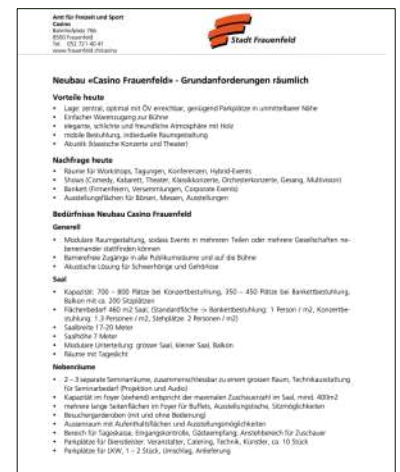 Amt für Freizeit und Sport
Casino
Bahnhofplatz 76b
8500 Frauenfeld
Tel. 052 721 40 41
www.frauenfeld.ch/casino
Stadt Frauenfeld
Neubau «Casino Frauenfeld» - Grundanforderungen räumlich
Vorteile heute
• Lage: zentral, optimal mit ÖV erreichbar, genügend Parkplätze in unmittelbarer Nähe
• Einfacher Warenzugang zur Bühne
• elegante, schlichte und freundliche Atmosphäre mit Holz
• mobile Bestuhlung, individuelle Raumgestaltung
• Akustik (klassische Konzerte und Theater)
Nachfrage heute
• Räume für Workshops, Tagungen, Konferenzen, Hybrid-Events
• Shows (Comedy, Kabarett, Theater, Klassikkonzerte, Orchesterkonzerte, Gesang, Multivision)
• Bankett (Firmenfeiern, Versammlungen, Corporate Events)
• Ausstellungsflächen für Börsen, Messen, Ausstellungen
Bedürfnisse Neubau Casino Frauenfeld
Generell
• Modulare Raumgestaltung, sodass Events in mehreren Teilen oder mehrere Gesellschaften ne-
beneinander stattfinden können
• Barrierefreie Zugänge in alle Publikumsräume und auf die Bühne
• Akustische Lösung für Schwerhörige und Gehörlose
Saal
• Kapazität: 700 – 800 Plätze bei Konzertbestuhlung, 350 – 450 Plätze bei Bankettbestuhlung,
Balkon mit ca. 200 Sitzplätzen
• Flächenbedarf 460 m2 Saal, (Standardfläche -> Bankettbestuhlung: 1 Person / m2, Konzertbe-
stuhlung: 1.3 Personen / m2, Stehplätze: 2 Personen / m2)
• Saalbreite 17-20 Meter
• Saalhöhe 7 Meter
• Modulare Unterteilung: grosser Saal, kleiner Saal, Balkon
• Räume mit Tageslicht
Nebenräume
• 2 – 3 separate Seminarräume, zusammenschliessbar zu einem grossen Raum, Technikausstattung
für Seminarbedarf (Projektion und Audio)
• Kapazität im Foyer (stehend) entspricht der maximalen Zuschauerzahl im Saal, mind. 400m2
• mehrere lange Seitenflächen im Foyer für Buffets, Ausstellungstische, Sitzmöglichkeiten
• Besuchergarderoben (mit und ohne Bedienung)
• Aussenraum mit Aufenthaltsflächen und Ausstellungsmöglichkeiten
• Bereich für Tageskasse, Eingangskontrolle, Gästeempfang; Anstehbereich für Zuschauer
• Parkplätze für Dienstleister: Veranstalter, Catering, Technik, Künstler, ca. 10 Stück
• Parkplätze für LKW, 1 – 2 Stück, Umschlag, Anlieferung